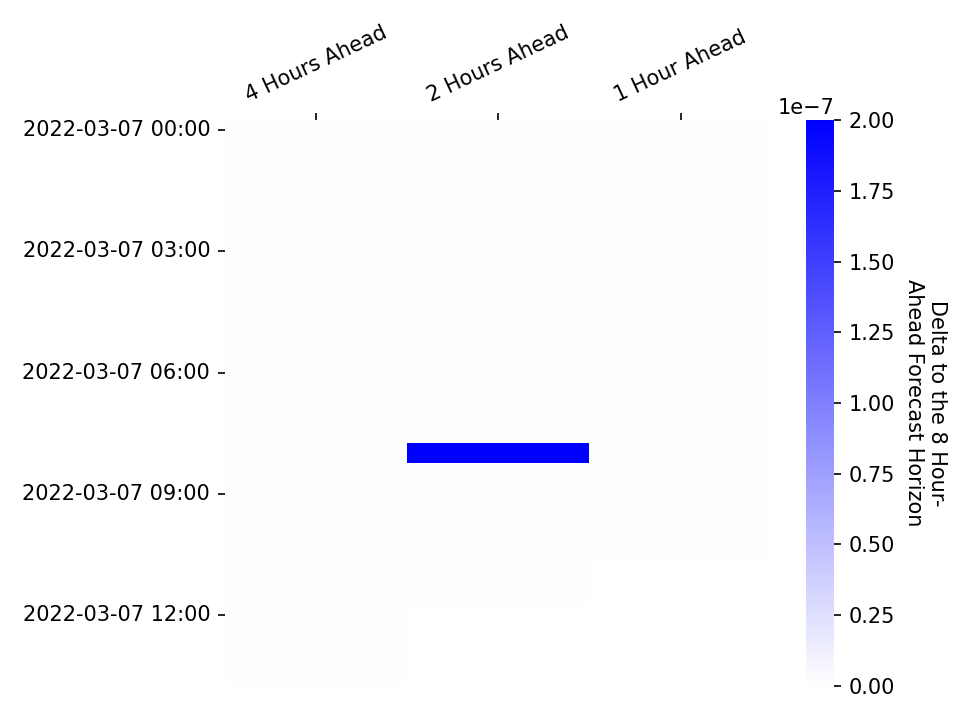 4 Hours Ahead
2 Hours Ahead
1 Hour Ahead
1e−7
2022-03-07 00:00
2022-03-07 03:00
2022-03-07 06:00
2022-03-07 09:00
2022-03-07 12:00
2.00
1.75
1.50
1.25
1.00
0.75
0.50
0.25
0.00
Delta to the 8 Hour-
Ahead Forecast Horizon